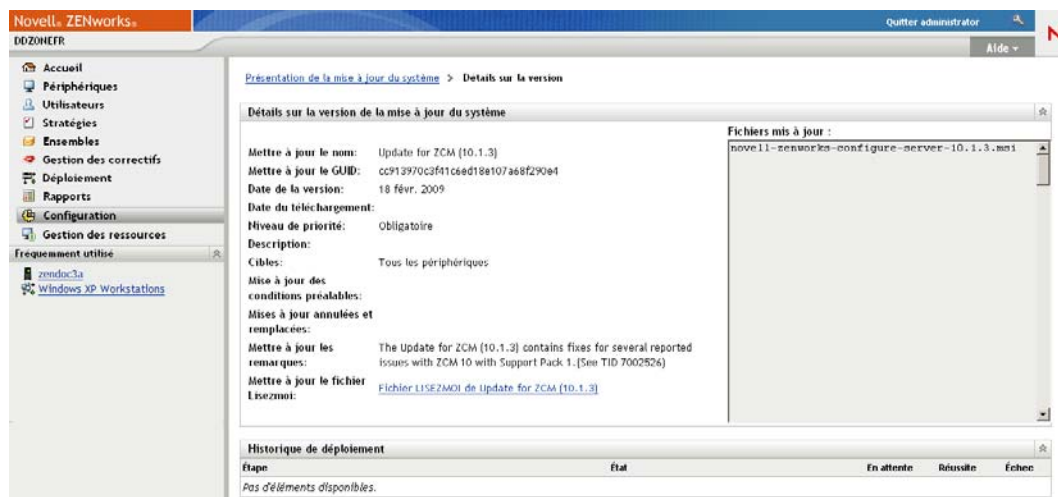 Novell® ZENworks®
Quitter administrator
DDZONEFR
Aide
Accueil
Périphériques
Utilisateurs
Stratégies
Ensembles
Gestion des correctifs
Déploiement
Rapports
Configuration
Gestion des ressources
Fréquemment utilisé
zendoc3a
Windows XP Workstations
Présentation de la mise à jour du système > Détails sur la version
Détails sur la version de la mise à jour du système
Mettre à jour le nom: Update for ZCM (10.1.3)
Mettre à jour le GUID: cc913970c3f41c6ed18e107a68f290e4
Date de la version: 18 févr. 2009
Date du téléchargement:
Niveau de priorité: Obligatoire
Description:
Cibles: Tous les périphériques
Mise à jour des
conditions préalables:
Mises à jour annulées et
remplacées:
Mettre à jour les
remarques:
The Update for ZCM (10.1.3) contains fixes for several reported
issues with ZCM 10 with Support Pack 1.(See TID 7002526)
Mettre à jour le fichier
Lisezmoi:
Fichier LISEZMOI de Update for ZCM (10.1.3)
Fichiers mis à jour :
novell-zenworks-configure-server-10.1.3.msi
Historique de déploiement
Étape État En attente Réussite Échec
Pas d'éléments disponibles.